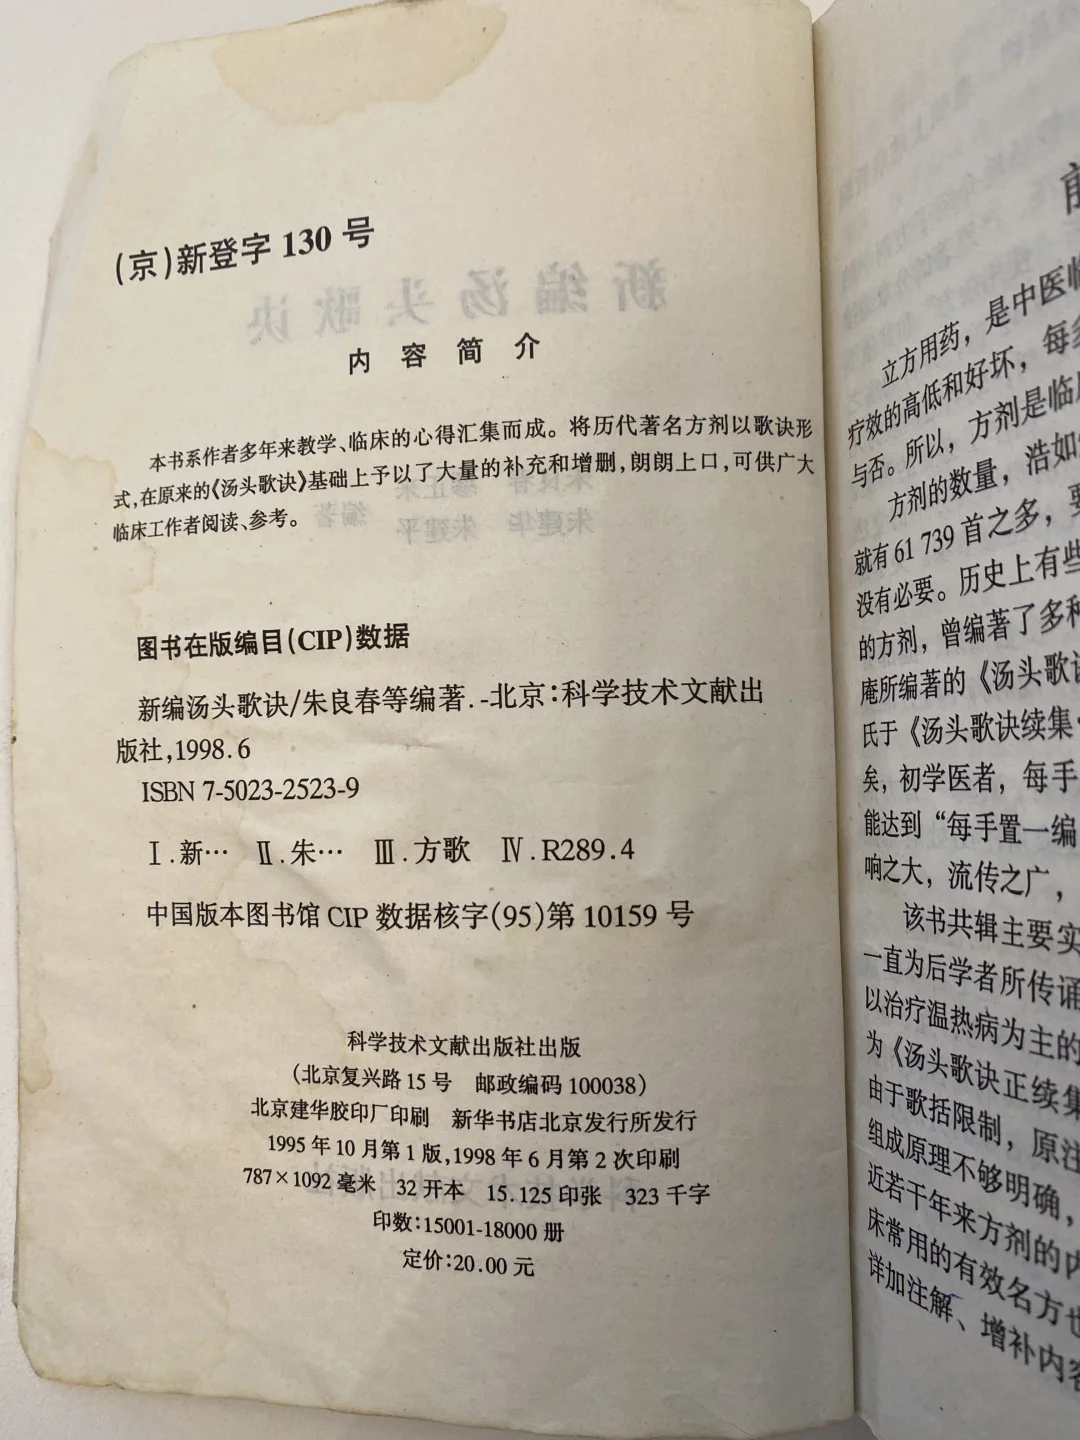 (京)新登字 130 号
内 容 简 介
本书系作者多年来教学、临床的心得汇集而成。将历代著名方剂以歌诀形
式,在原来的《汤头歌诀》基础上予以了大量的补充和增删,朗朗上口,可供广大
临床工作者阅读、参考。
图书在版编目(CIP)数据
新编汤头歌诀/朱良春等编著.-北京:科学技术文献出
版社,1998.6
ISBN 7-5023-2523-9
Ⅰ.新… Ⅱ.朱… Ⅲ.方歌 Ⅳ.R289.4
中国版本图书馆 CIP 数据核字(95)第 10159 号
科学技术文献出版社出版
(北京复兴路 15 号 邮政编码 100038)
北京建华胶印厂印刷 新华书店北京发行所发行
1995 年 10 月第 1 版,1998 年 6 月第 2 次印刷
787×1092 毫米 32 开本 15.125 印张 323 千字
印数:15001-18000 册
定价:20.00 元
立方用药，是中医临
疗效的高低和好坏，每
与否。所以，方剂是临
方剂的数量，浩如
就有 61 739 首之多，
没有必要。历史上有些
的方剂，曾编著了多种
庵所编著的《汤头歌诀
氏于《汤头歌诀续集
矣，初学医者，每手
能达到“每手置一编
响之大，流传之广，
该书共辑主要实
一直为后学者所传诵
以治疗温热病为主的
为《汤头歌诀正续集
由于歌括限制，原注
组成原理不够明确，
近若干年来方剂的内
床常用的有效名方也
详加注解、增补内容